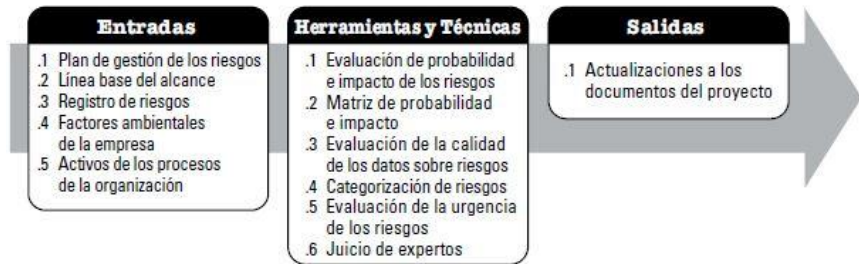 Entradas
.1 Plan de gestión de los riesgos
.2 Línea base del alcance
.3 Registro de riesgos
.4 Factores ambientales
de la empresa
.5 Activos de los procesos
de la organización
Herramientas y Técnicas
.1 Evaluación de probabilidad
e impacto de los riesgos
.2 Matriz de probabilidad
e impacto
.3 Evaluación de la calidad
de los datos sobre riesgos
.4 Categorización de riesgos
.5 Evaluación de la urgencia
de los riesgos
.6 Juicio de expertos
Salidas
.1 Actualizaciones a los
documentos del proyecto